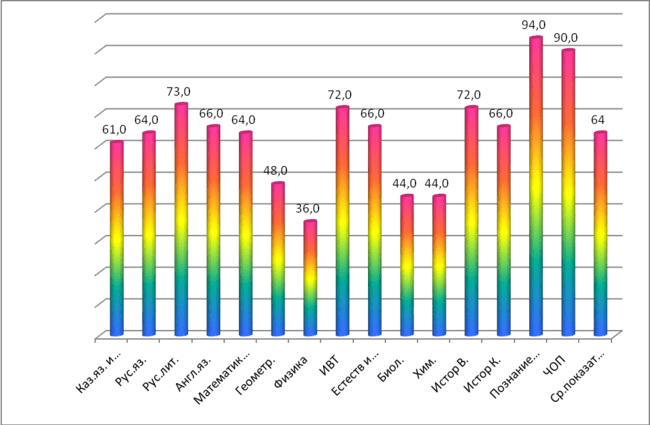 61,0
64,0
73,0
66,0
64,0
48,0
36,0
72,0
66,0
44,0
44,0
72,0
66,0
94,0
90,0
64
Каз.яз. и...
Рус.яз.
Рус.лит.
Англ.яз.
Математик...
Геометр.
Физика
ИВТ
Естеств и...
Биол.
Хим.
Истор В.
Истор К.
Познание...
ЧОП
Ср.показат...